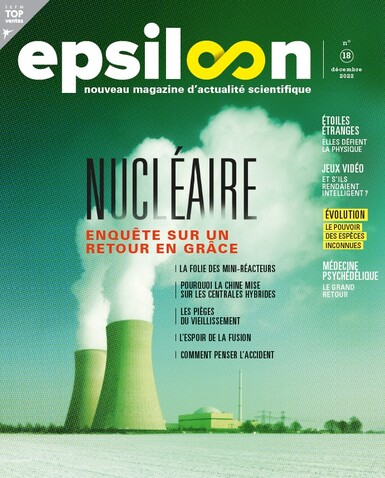 SEPM
TOP
ventes
epsiloon
nouveau magazine d'actualité scientifique
n°
18
décembre
2022
ÉTOILES
ÉTRANGES
ELLES DÉFIENT
LA PHYSIQUE
JEUX VIDÉO
ET S'ILS
RENDAIENT
INTELLIGENT ?
ÉVOLUTION
LE POUVOIR
DES ESPÈCES
INCONNUES
MÉDECINE
PSYCHÉDÉLIQUE
LE GRAND
RETOUR
NUCLÉAIRE
ENQUÊTE SUR UN
RETOUR EN GRÂCE
LA FOLIE DES MINI-RÉACTEURS
POURQUOI LA CHINE MISE
SUR LES CENTRALES HYBRIDES
LES PIÈGES
DU VIEILLISSEMENT
L'ESPOIR DE LA FUSION
COMMENT PENSER L'ACCIDENT